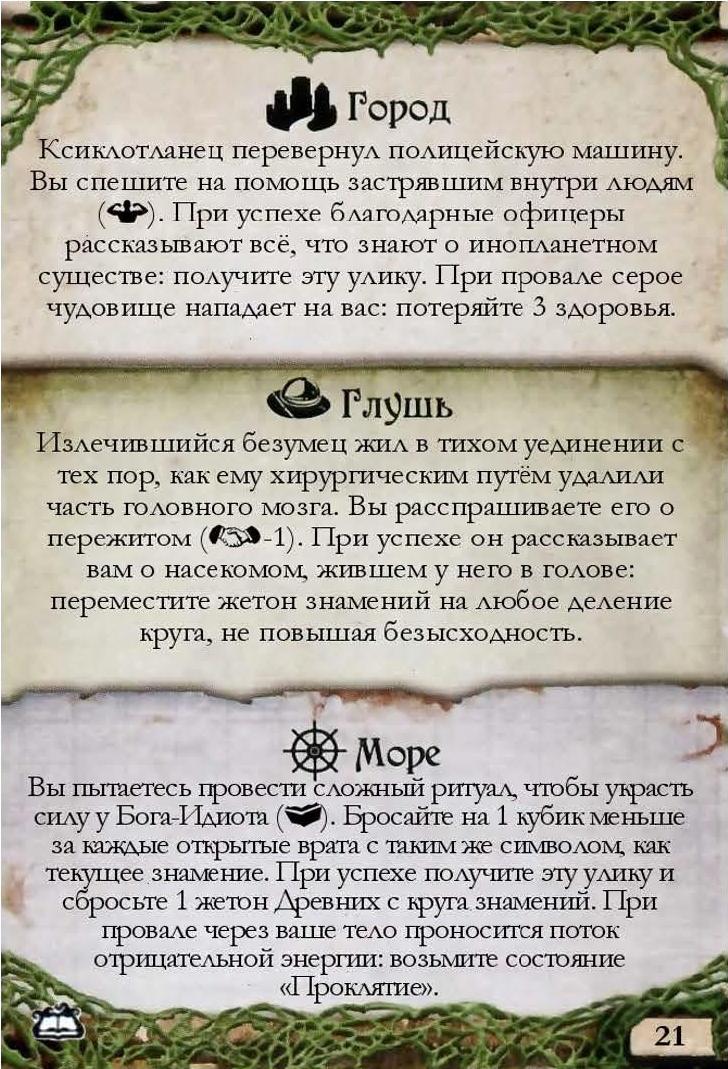 Город
Ксиклотланец перевернул полицейскую машину.
Вы спешите на помощь застрявшим внутри людям
(). При успехе благодарные офицеры
рассказывают всё, что знают о инопланетном
существе: получите эту улику. При провале серое
чудовище нападает на вас: потеряйте 3 здоровья.
Глушь
Излечившийся безумец жил в тихом уединении с
тех пор, как ему хирургическим путём удалили
часть головного мозга. Вы расспрашиваете его о
пережитом (-1). При успехе он рассказывает
вам о насекомом, жившем у него в голове:
переместите жетон знамений на любое деление
круга, не повышая безысходность.
Море
Вы пытаетесь провести сложный ритуал, чтобы украсть
силу у Бога-Идиота (). Бросайте на 1 кубик меньше
за каждые открытые врата с таким же символом, как
текущее знамение. При успехе получите эту улику и
сбросьте 1 жетон Древних с круга знамений. При
провале через ваше тело проносится поток
отрицательной энергии: возьмите состояние
«Проклятие».
21